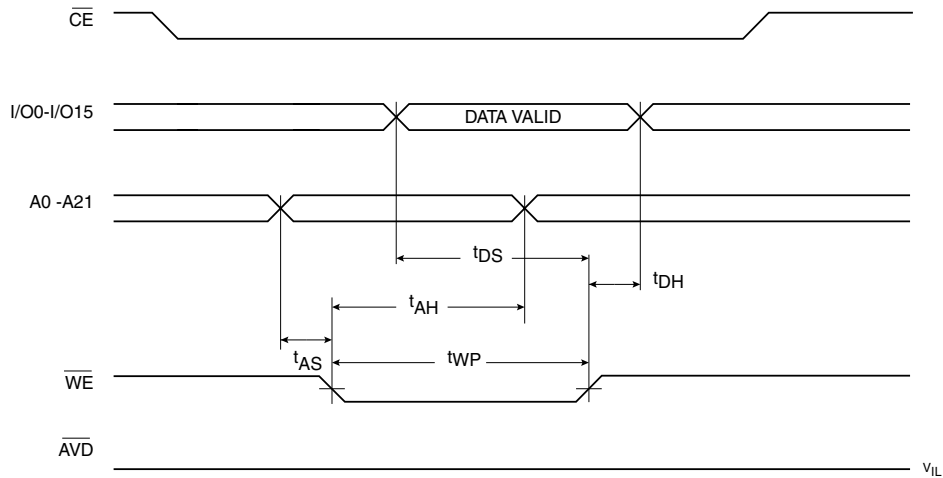 CE
I/O0-I/O15
DATA VALID
A0 -A21
tDS
tDH
tAH
tAS
tWP
WE
AVD
VIL